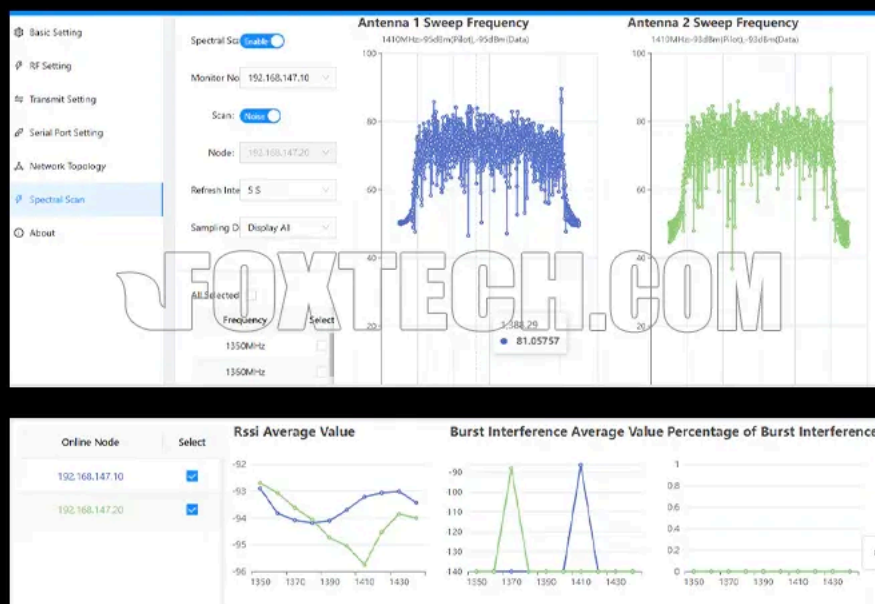 Antenna 1 Sweep Frequency
Antenna 2 Sweep Frequency
1410MHz:-95dBm(Pilot),-95dBm(Data)
1410MHz:-93dBm(Pilot),-93dBm(Data)
Basic Setting
RF Setting
Transmit Setting
Serial Port Setting
Network Topology
Spectral Scan
About
Spectral Sca
Enable
Monitor No
192.168.147.10
Scan:
Noise
Node:
192.168.147.20
Refresh Inte
5 S
Sampling D
Display All
All Selected
Frequency
Select
1350MHz
1360MHz
100
80
60
40
20
100
80
60
40
20
1,388.29
81.05757
FOXTECH.COM
Online Node
Select
192.168.147.10
192.168.147.20
Rssi Average Value
-92
-93
-94
-95
-96
1350 1370 1390 1410 1430
Burst Interference Average Value
-90
100
110
120
130
140
1350 1370 1390 1410 1430
Percentage of Burst Interference
1
0.8
0.6
0.4
0.2
0
1350 1370 1390 1410 1430